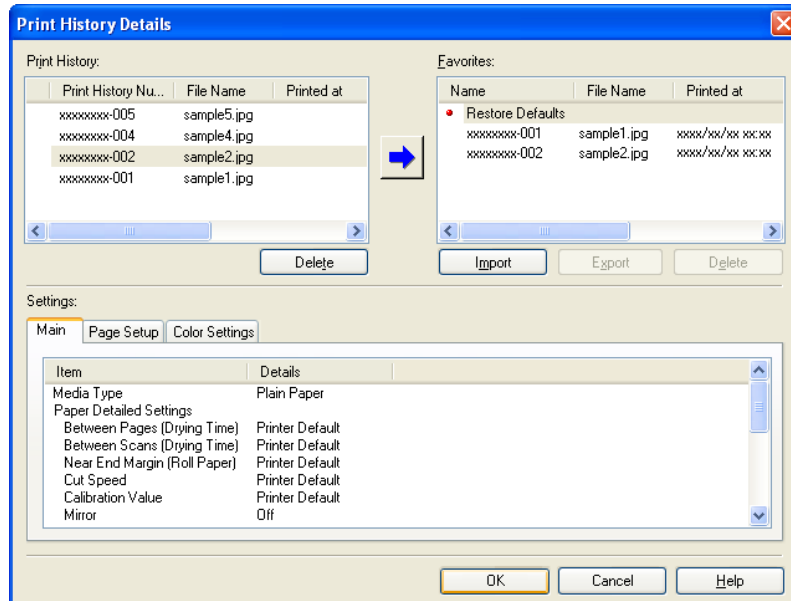 Print History Details
Print History:
Print History Nu... File Name Printed at
xxxxxxxx-005 sample5.jpg
xxxxxxxx-004 sample4.jpg
xxxxxxxx-002 sample2.jpg
xxxxxxxx-001 sample1.jpg
Delete
Favorites:
Name File Name Printed at
Restore Defaults
xxxxxxxx-001 sample1.jpg xxxx/xx/xx xx:xx
xxxxxxxx-002 sample2.jpg xxxx/xx/xx xx:xx
Import Export Delete
Settings:
Main Page Setup Color Settings
Item Details
Media Type Plain Paper
Paper Detailed Settings
Between Pages (Drying Time) Printer Default
Between Scans (Drying Time) Printer Default
Near End Margin (Roll Paper) Printer Default
Cut Speed Printer Default
Calibration Value Printer Default
Mirror Off
OK Cancel Help